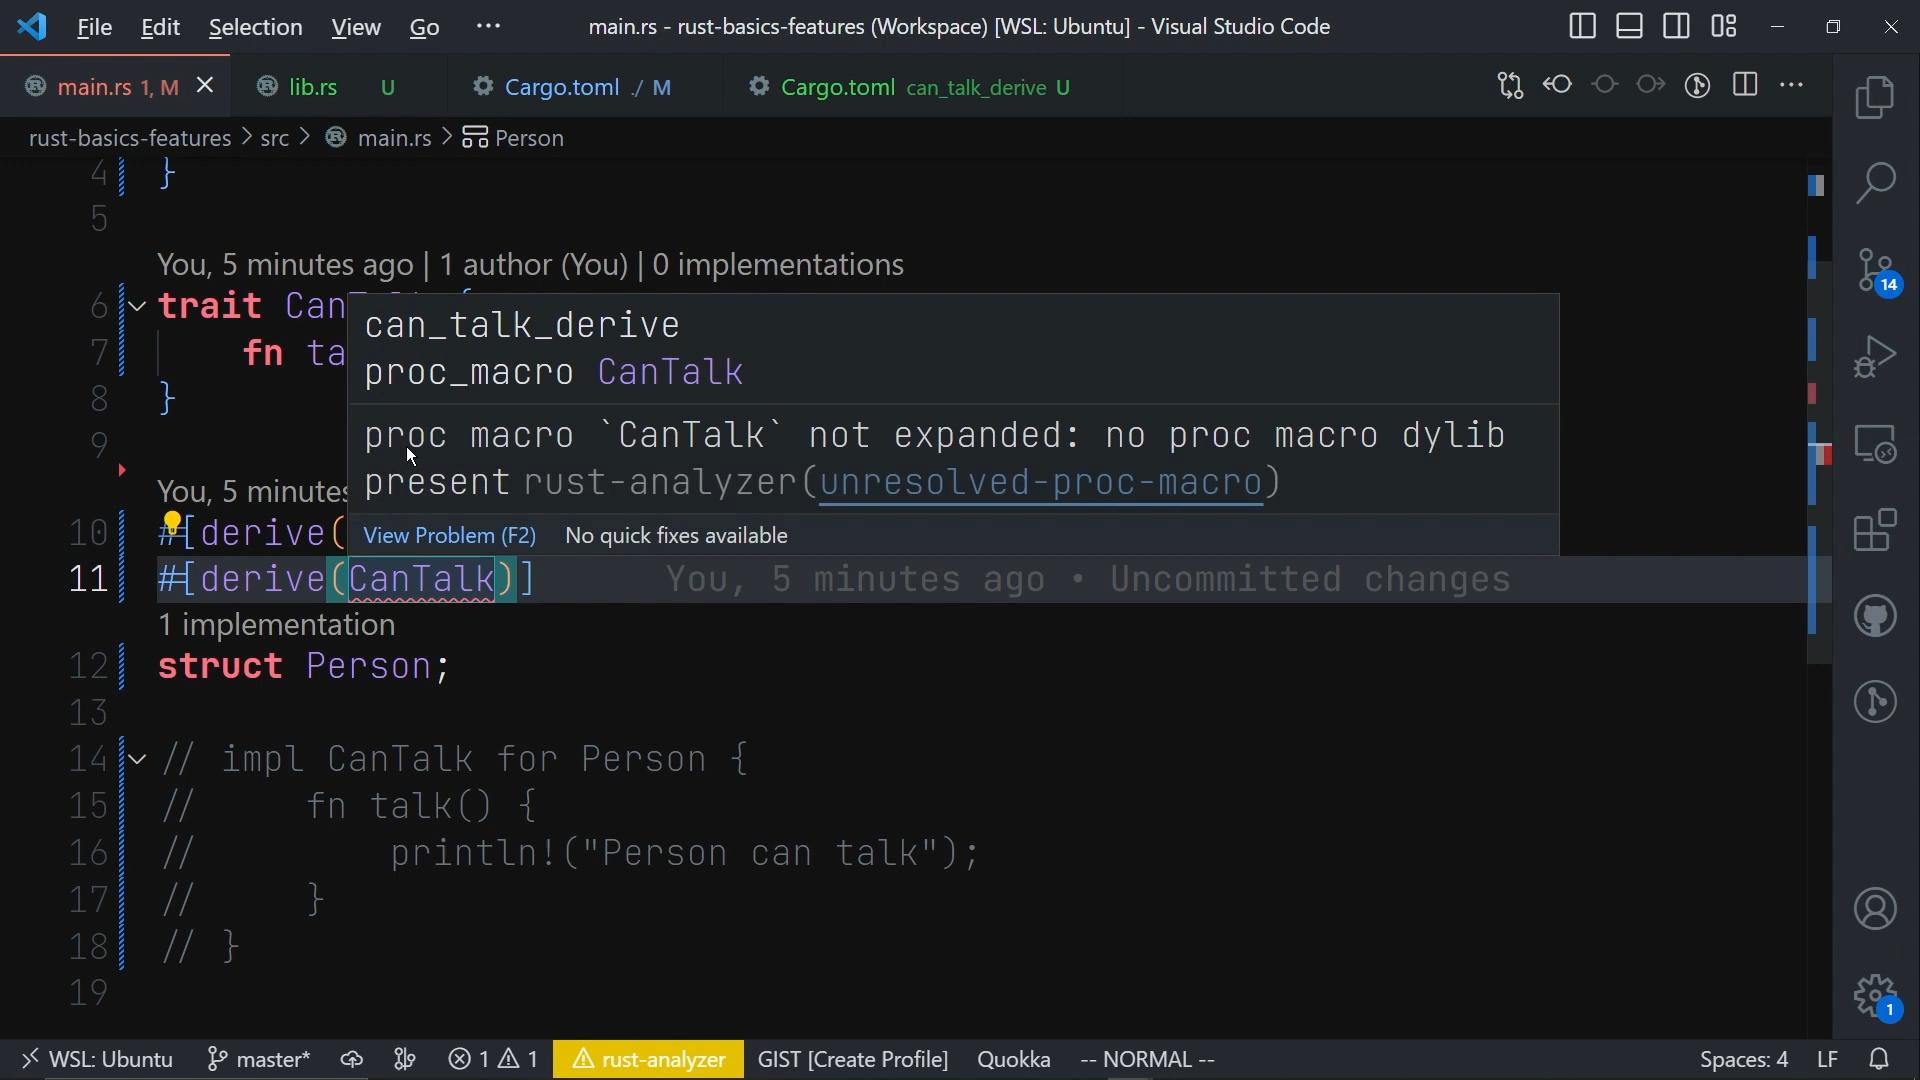 File Edit Selection View Go ··· main.rs - rust-basics-features (Workspace) [WSL: Ubuntu] - Visual Studio Code
main.rs 1, M lib.rs U Cargo.toml ./ M Cargo.toml can_talk_derive U
rust-basics-features > src > main.rs > Person
4 }
5
You, 5 minutes ago | 1 author (You) | 0 implementations
6 trait Can
can_talk_derive
7 fn ta
proc_macro CanTalk
8 }
9
proc macro `CanTalk` not expanded: no proc macro dylib
present rust-analyzer(unresolved-proc-macro)
You, 5 minutes
10 #[derive(
View Problem (F2) No quick fixes available
11 #[derive(CanTalk)] You, 5 minutes ago • Uncommitted changes
1 implementation
12 struct Person;
13
14 // impl CanTalk for Person {
15 // fn talk() {
16 // println!("Person can talk");
17 // }
18 // }
19
14
1
WSL: Ubuntu master* 1 1 rust-analyzer GIST [Create Profile] Quokka -- NORMAL -- Spaces: 4 LF